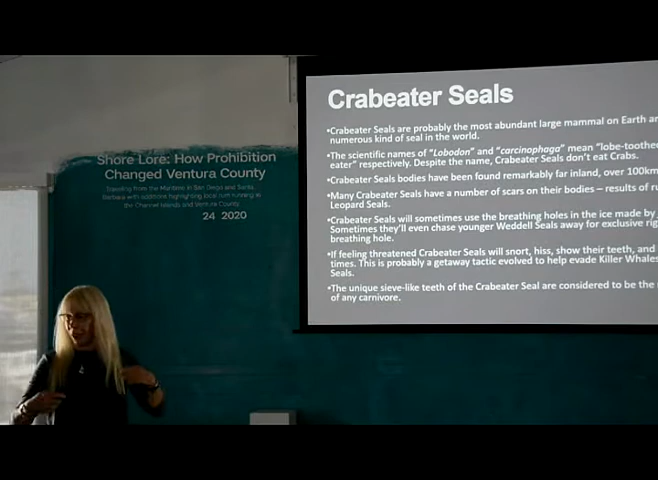 Shore Lore: How Prohibition
Changed Ventura County
24 2020
Crabeater Seals
•Crabeater Seals are probably the most abundant large mammal on Earth
numerous kind of seal in the world.
•The scientific names of "Lobodon" and "carcinophaga" mean "lobe-toothe
eater" respectively. Despite the name, Crabeater Seals don't eat Crabs.
•Crabeater Seals bodies have been found remarkably far inland, over 100km
•Many Crabeater Seals have a number of scars on their bodies – results of
Leopard Seals.
•Crabeater Seals will sometimes use the breathing holes in the ice made by
Sometimes they'll even chase younger Weddell Seals away for exclusive
breathing hole.
•If feeling threatened Crabeater Seals will snort, hiss, show their teeth, and
times. This is probably a getaway tactic evolved to help evade Killer Whales
Seals.
•The unique sieve-like teeth of the Crabeater Seal are considered to be the
of any carnivore.